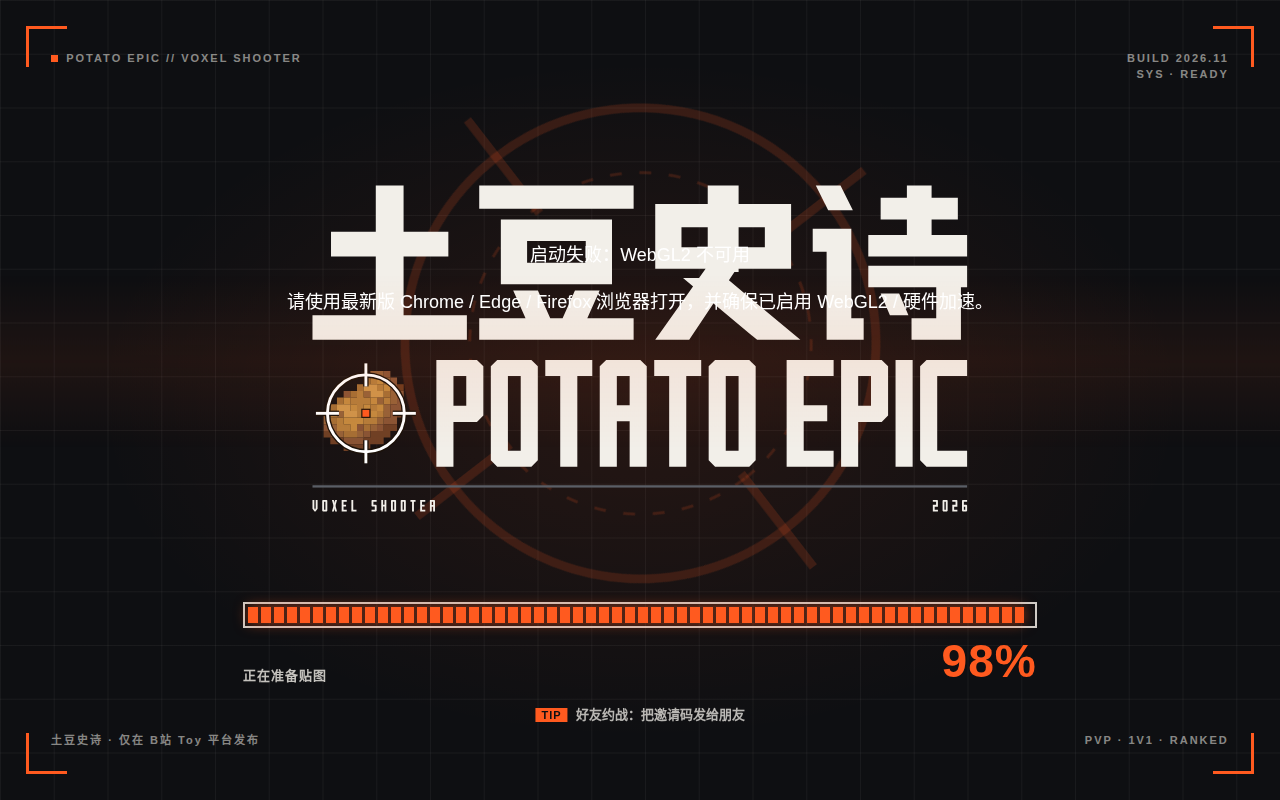 POTATO EPIC // VOXEL SHOOTER
BUILD 2026.11
SYS · READY
土豆史诗
启动失败：WebGL2 不可用
请使用最新版 Chrome / Edge / Firefox 浏览器打开，并确保已启用 WebGL2 / 硬件加速。
POTATO EPIC
VOXEL SHOOTER
2026
98%
正在准备贴图
TIP 好友约战：把邀请码发给朋友
土豆史诗 · 仅在 B站 Toy 平台发布
PVP · 1V1 · RANKED